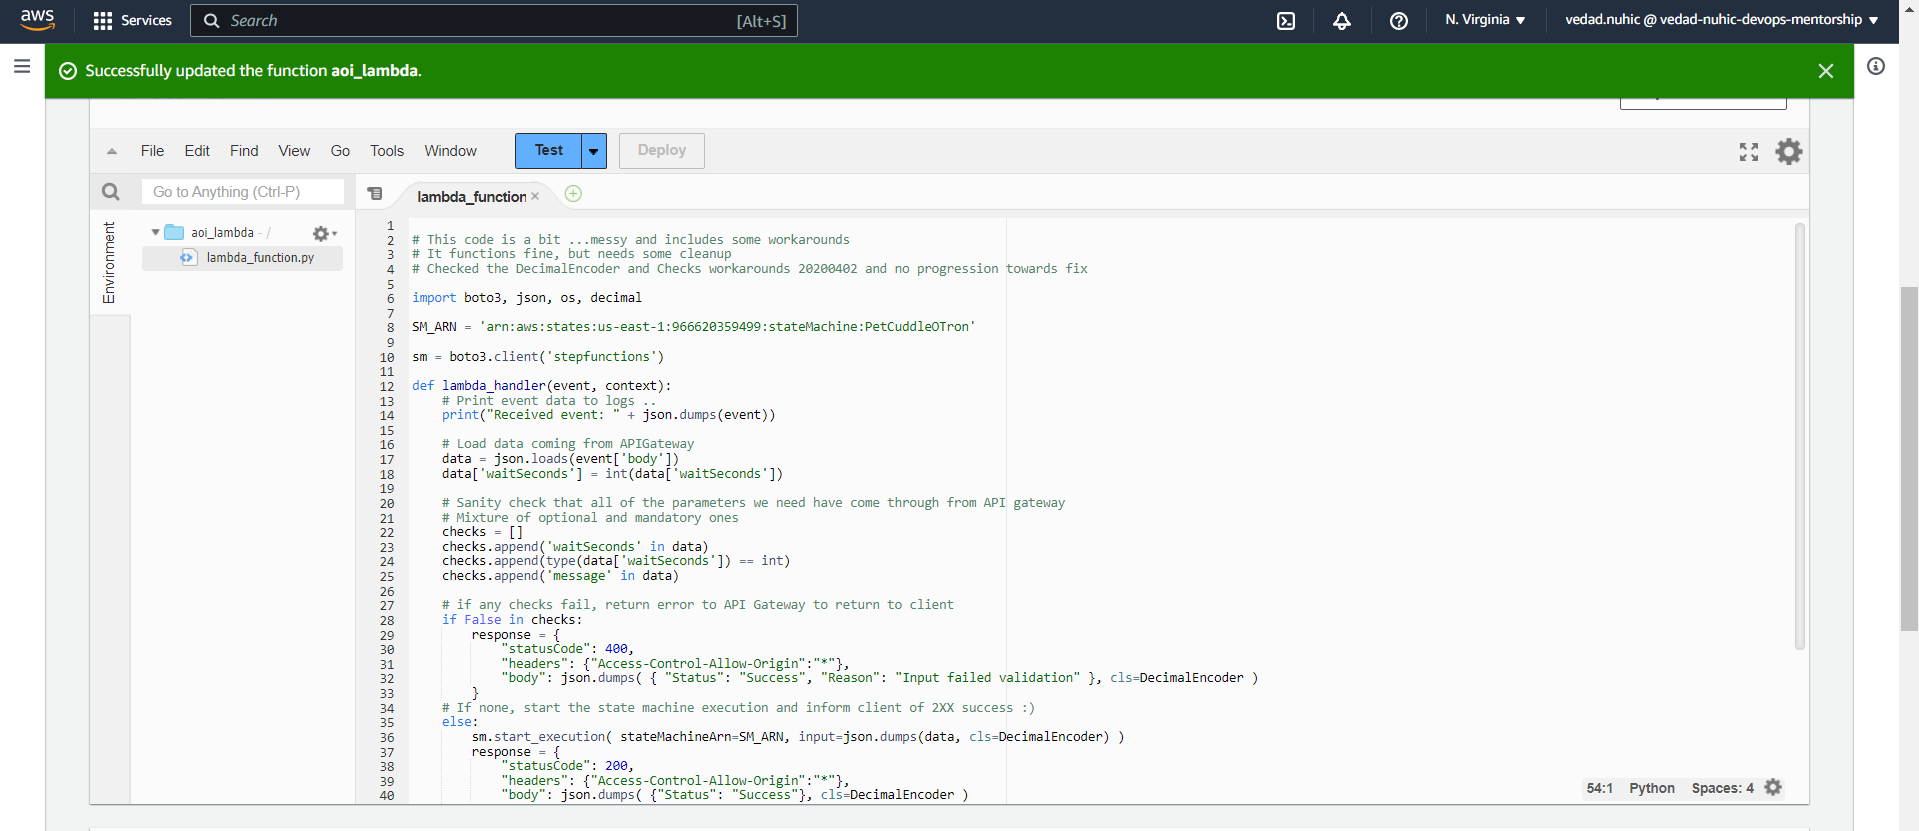 aws Services Search [Alt+S] N. Virginia vedad.nuhic @ vedad-nuhic-devops-mentorship
Successfully updated the function aoi_lambda.
File Edit Find View Go Tools Window Test Deploy
Go to Anything (Ctrl-P)
lambda_function
Environment
aoi_lambda - /
lambda_function.py
1
2 # This code is a bit ...messy and includes some workarounds
3 # It functions fine, but needs some cleanup
4 # Checked the DecimalEncoder and Checks workarounds 20200402 and no progression towards fix
5
6 import boto3, json, os, decimal
7
8 SM_ARN = 'arn:aws:states:us-east-1:966620359499:stateMachine:PetCuddleOTron'
9
10 sm = boto3.client('stepfunctions')
11
12 def lambda_handler(event, context):
13     # Print event data to logs ..
14     print("Received event: " + json.dumps(event))
15
16     # Load data coming from APIGateway
17     data = json.loads(event['body'])
18     data['waitSeconds'] = int(data['waitSeconds'])
19
20     # Sanity check that all of the parameters we need have come through from API gateway
21     # Mixture of optional and mandatory ones
22     checks = []
23     checks.append('waitSeconds' in data)
24     checks.append(type(data['waitSeconds']) == int)
25     checks.append('message' in data)
26
27     # if any checks fail, return error to API Gateway to return to client
28     if False in checks:
29         response = {
30             "statusCode": 400,
31             "headers": {"Access-Control-Allow-Origin":"*"},
32             "body": json.dumps( { "Status": "Success", "Reason": "Input failed validation" }, cls=DecimalEncoder )
33         }
34     # If none, start the state machine execution and inform client of 2XX success :)
35     else:
36         sm.start_execution( stateMachineArn=SM_ARN, input=json.dumps(data, cls=DecimalEncoder) )
37         response = {
38             "statusCode": 200,
39             "headers": {"Access-Control-Allow-Origin":"*"},
40             "body": json.dumps( {"Status": "Success"}, cls=DecimalEncoder )
54:1 Python Spaces: 4